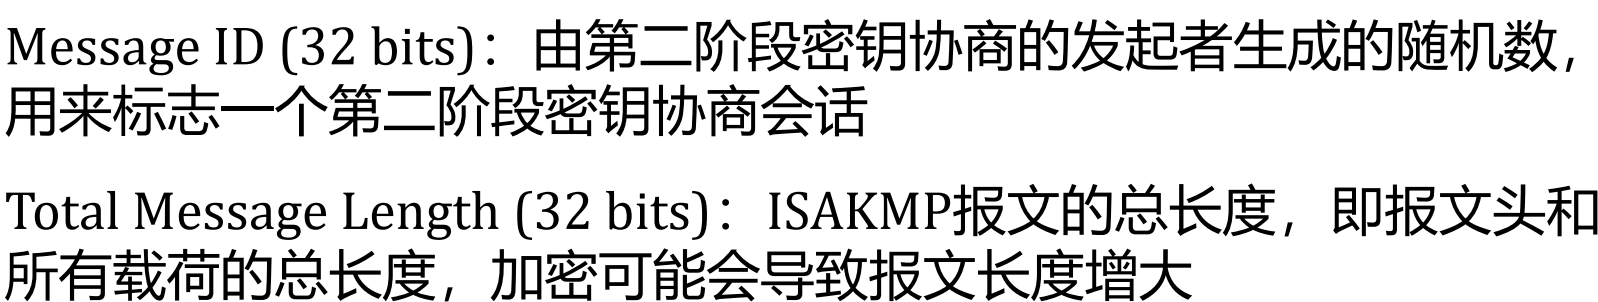 Message ID (32 bits)：由第二阶段密钥协商的发起者生成的随机数，
用来标志一个第二阶段密钥协商会话
Total Message Length (32 bits)：ISAKMP报文的总长度，即报文头和
所有载荷的总长度，加密可能会导致报文长度增大